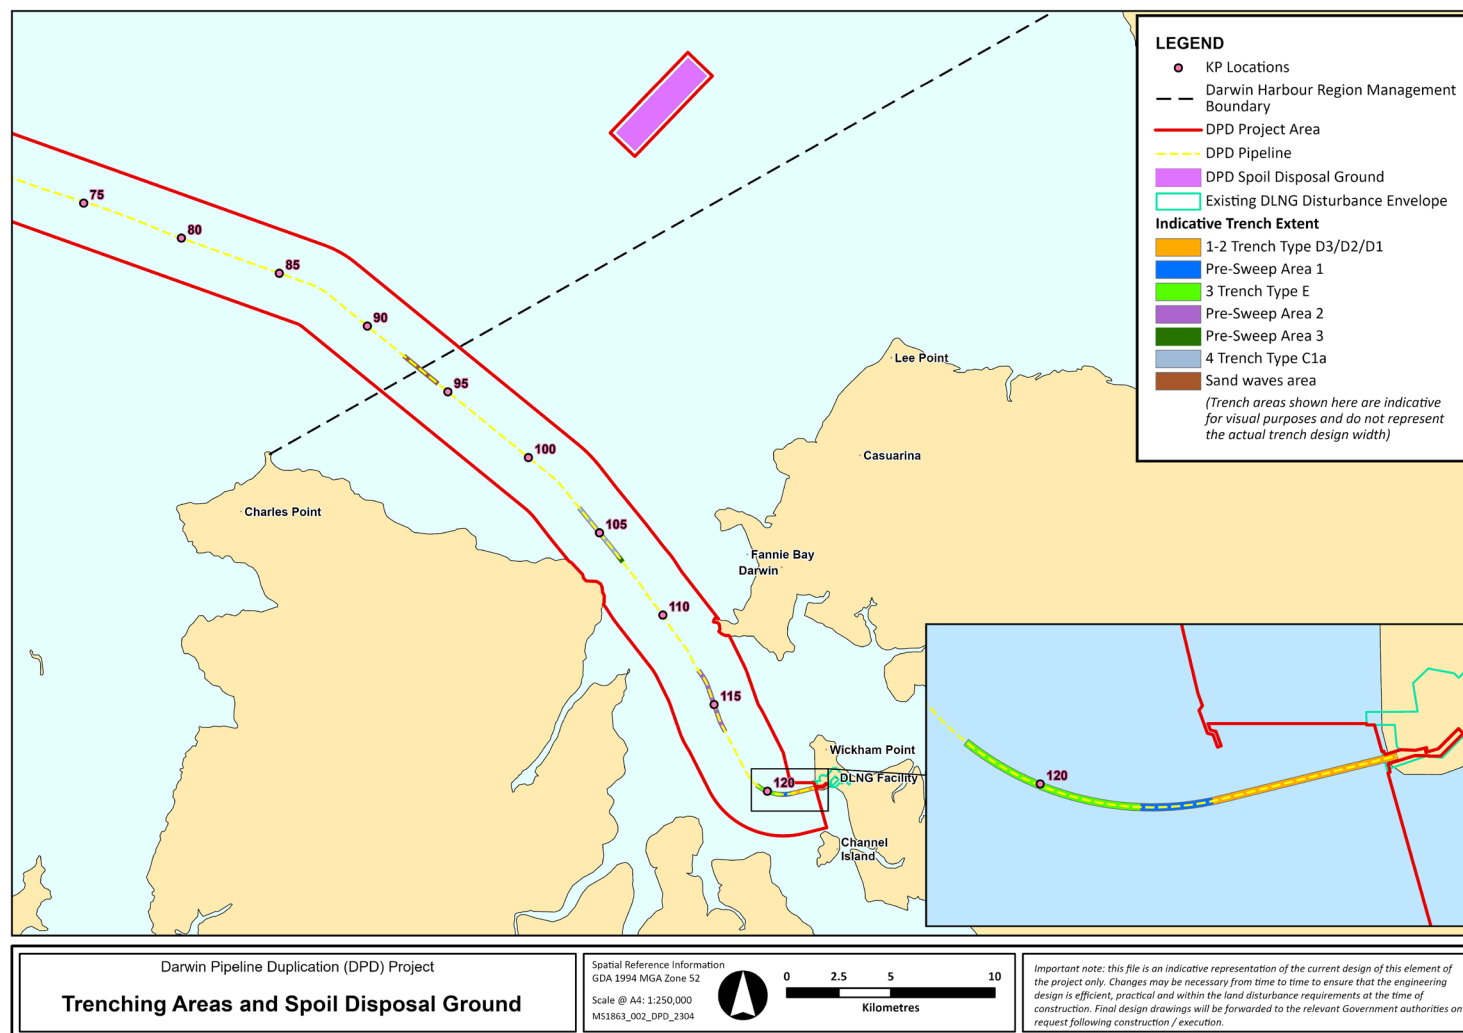 LEGEND
KP Locations
Darwin Harbour Region Management
Boundary
DPD Project Area
DPD Pipeline
DPD Spoil Disposal Ground
Existing DLNG Disturbance Envelope
Indicative Trench Extent
1-2 Trench Type D3/D2/D1
Pre-Sweep Area 1
3 Trench Type E
Pre-Sweep Area 2
Pre-Sweep Area 3
4 Trench Type C1a
Sand waves area
(Trench areas shown here are indicative
for visual purposes and do not represent
the actual trench design width)
75
80
85
90
95
100
105
110
115
120
Lee Point
Casuarina
Charles Point
Fannie Bay
Darwin
Wickham Point
DLNG Facility
Channel
Island
120
Darwin Pipeline Duplication (DPD) Project
Trenching Areas and Spoil Disposal Ground
Spatial Reference Information
GDA 1994 MGA Zone 52
Scale @ A4: 1:250,000
MS1863_002_DPD_2304
0 2.5 5 10
Kilometres
Important note: this file is an indicative representation of the current design of this element of
the project only. Changes may be necessary from time to time to ensure that the engineering
design is efficient, practical and within the land disturbance requirements at the time of
construction. Final design drawings will be forwarded to the relevant Government authorities on
request following construction / execution.